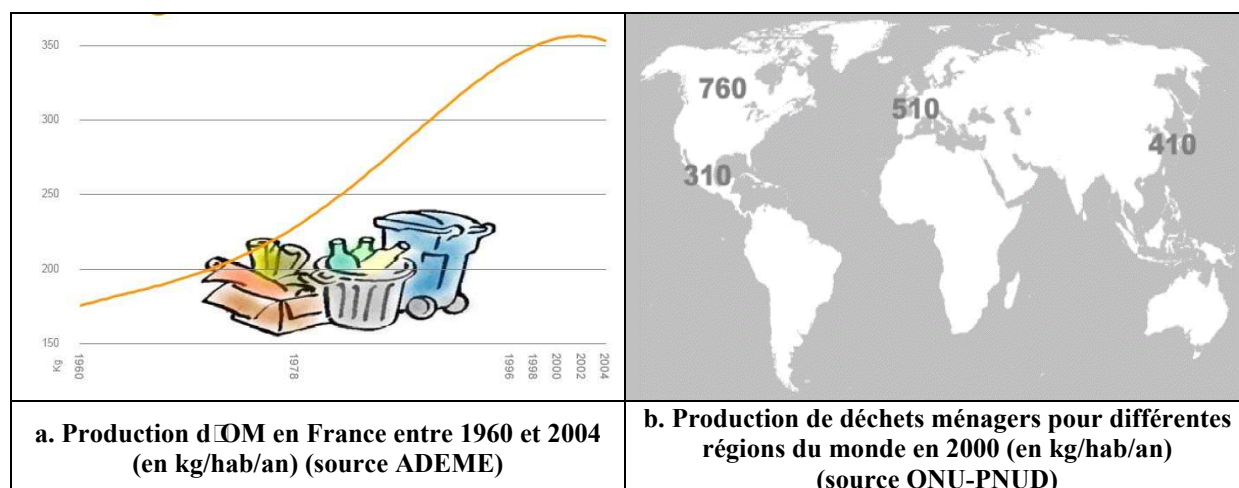 350
300
250
200
150
kg
1960
1978
1996
1998
2000
2002
2004
760
510
410
310
a. Production d□OM en France entre 1960 et 2004
(en kg/hab/an) (source ADEME)
b. Production de déchets ménagers pour différentes
régions du monde en 2000 (en kg/hab/an)
(source ONU-PNUD)